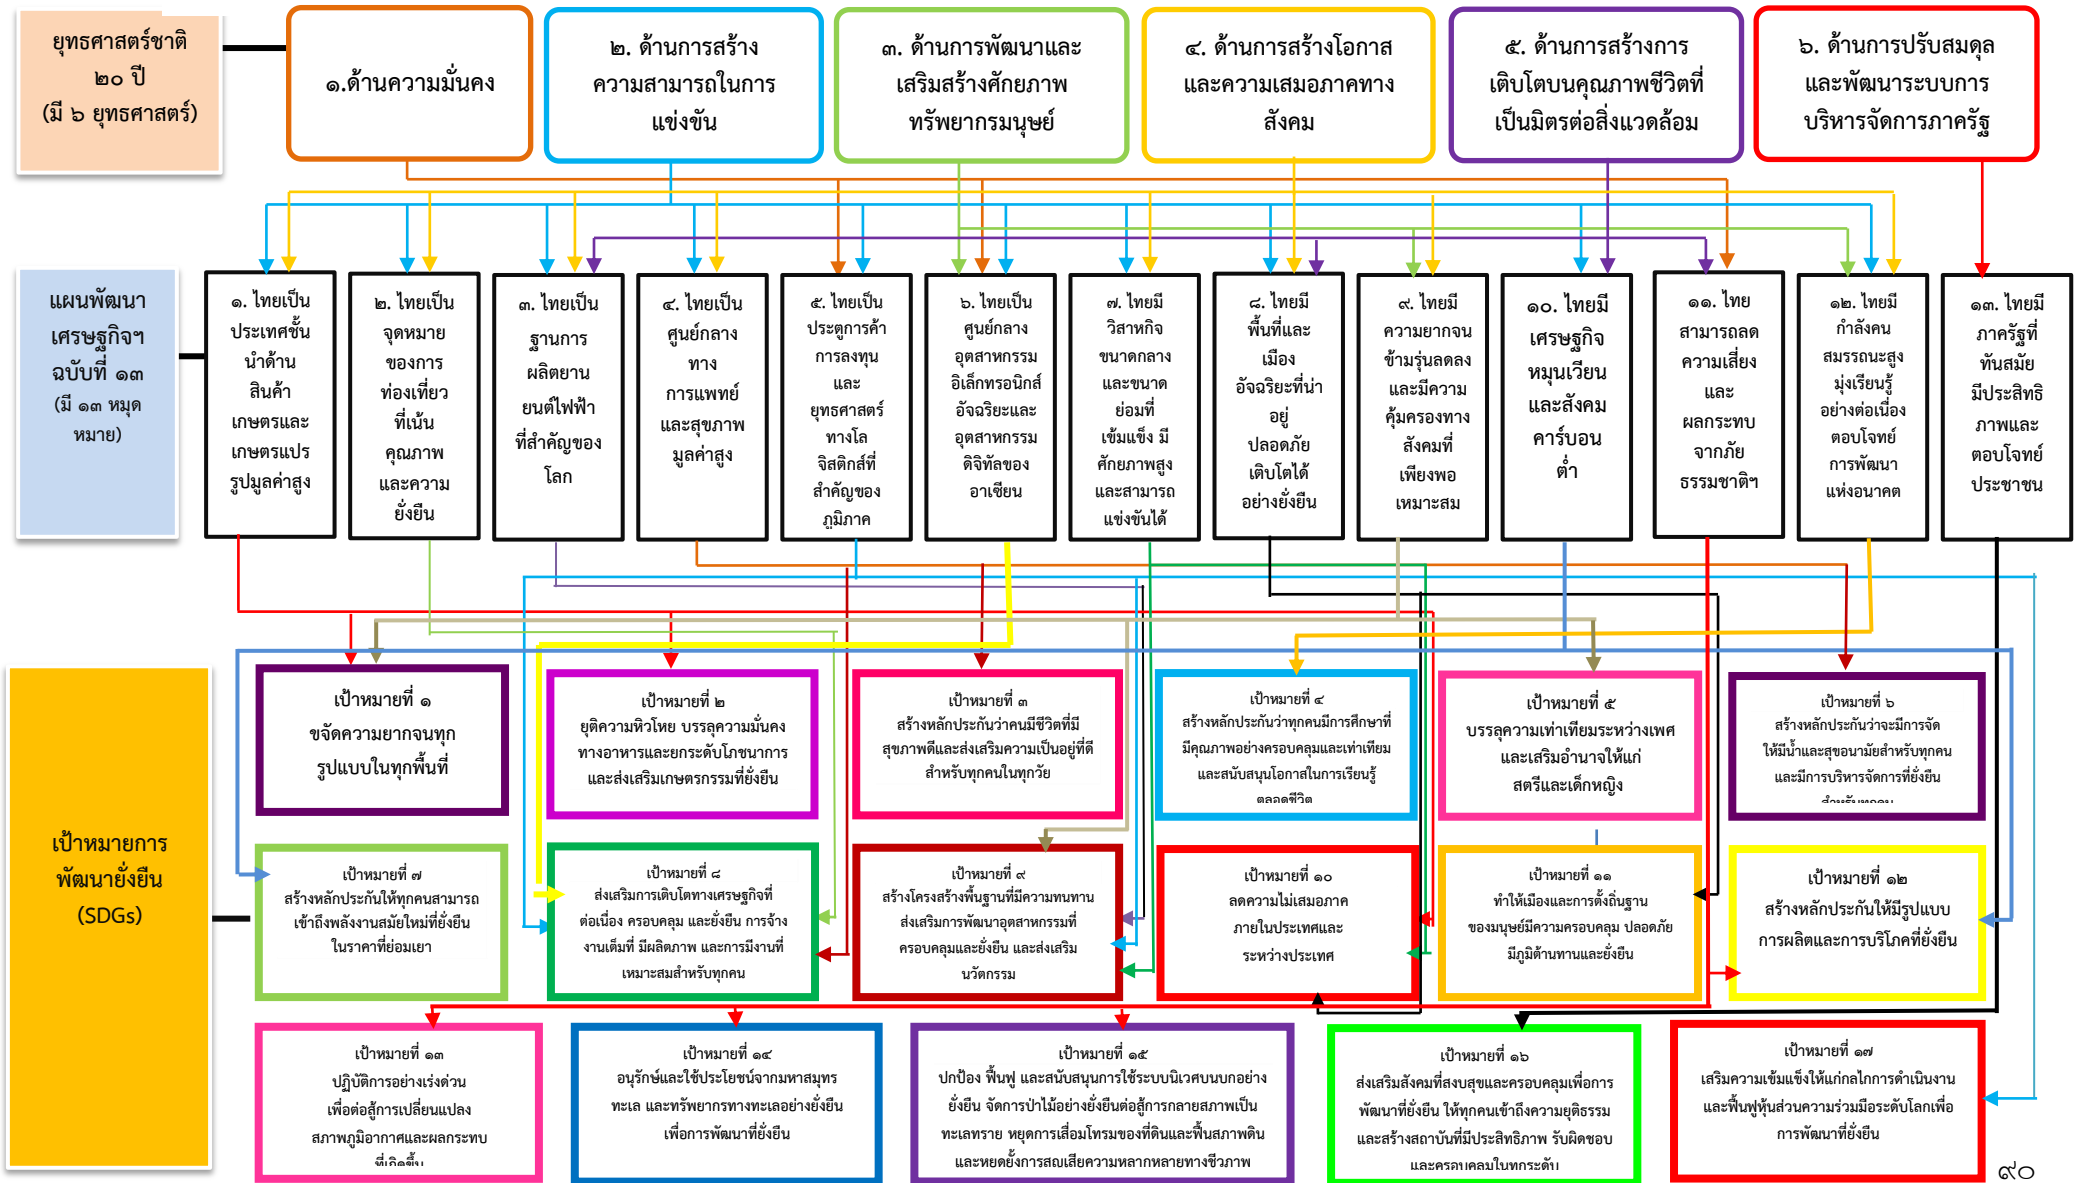 ยุทธศาสตร์ชาติ
๒๐ ปี
(มี ๖ ยุทธศาสตร์)
๑.ด้านความมั่นคง
๒. ด้านการสร้าง
ความสามารถในการ
แข่งขัน
๓. ด้านการพัฒนาและ
เสริมสร้างศักยภาพ
ทรัพยากรมนุษย์
๔. ด้านการสร้างโอกาส
และความเสมอภาคทาง
สังคม
๕. ด้านการสร้างการ
เติบโตบนคุณภาพชีวิตที่
เป็นมิตรต่อสิ่งแวดล้อม
๖. ด้านการปรับสมดุล
และพัฒนาระบบการ
บริหารจัดการภาครัฐ
แผนพัฒนา
เศรษฐกิจฯ
ฉบับที่ ๑๓
(มี ๑๓ หมุด
หมาย)
๑. ไทยเป็น
ประเทศชั้น
นำด้าน
สินค้า
เกษตรและ
เกษตรแปร
รูปมูลค่าสูง
๒. ไทยเป็น
จุดหมาย
ของการ
ท่องเที่ยว
ที่เน้น
คุณภาพ
และความ
ยั่งยืน
๓. ไทยเป็น
ฐานการ
ผลิตยาน
ยนต์ไฟฟ้า
ที่สำคัญของ
โลก
๔. ไทยเป็น
ศูนย์กลาง
ทาง
การแพทย์
และสุขภาพ
มูลค่าสูง
๕. ไทยเป็น
ประตูการค้า
การลงทุน
และ
ยุทธศาสตร์
ทางโล
จิสติกส์ที่
สำคัญของ
ภูมิภาค
๖. ไทยเป็น
ศูนย์กลาง
อุตสาหกรรม
อิเล็กทรอนิกส์
อัจฉริยะและ
อุตสาหกรรม
ดิจิทัลของ
อาเซียน
๗. ไทยมี
วิสาหกิจ
ขนาดกลาง
และขนาด
ย่อมที่
เข้มแข็ง มี
ศักยภาพสูง
และสามารถ
แข่งขันได้
๘. ไทยมี
พื้นที่และ
เมือง
อัจฉริยะที่น่า
อยู่
ปลอดภัย
เติบโตได้
อย่างยั่งยืน
๙. ไทยมี
ความยากจน
ข้ามรุ่นลดลง
และมีความ
คุ้มครองทาง
สังคมที่
เพียงพอ
เหมาะสม
๑๐. ไทยมี
เศรษฐกิจ
หมุนเวียน
และสังคม
คาร์บอน
ต่ำ
๑๑. ไทย
สามารถลด
ความเสี่ยง
และ
ผลกระทบ
จากภัย
ธรรมชาติฯ
๑๒. ไทยมี
กำลังคน
สมรรถนะสูง
มุ่งเรียนรู้
อย่างต่อเนื่อง
ตอบโจทย์
การพัฒนา
แห่งอนาคต
๑๓. ไทยมี
ภาครัฐที่
ทันสมัย
มีประสิทธิ
ภาพและ
ตอบโจทย์
ประชาชน
เป้าหมายการ
พัฒนายั่งยืน
(SDGs)
เป้าหมายที่ ๑
ขจัดความยากจนทุก
รูปแบบในทุกพื้นที่
เป้าหมายที่ ๒
ยุติความหิวโหย บรรลุความมั่นคง
ทางอาหารและยกระดับโภชนาการ
และส่งเสริมเกษตรกรรมที่ยั่งยืน
เป้าหมายที่ ๓
สร้างหลักประกันว่าคนมีชีวิตที่มี
สุขภาพดีและส่งเสริมความเป็นอยู่ที่ดี
สำหรับทุกคนในทุกวัย
เป้าหมายที่ ๔
สร้างหลักประกันว่าทุกคนมีการศึกษาที่
มีคุณภาพอย่างครอบคลุมและเท่าเทียม
และสนับสนุนโอกาสในการเรียนรู้
ตลอดชีวิต
เป้าหมายที่ ๕
บรรลุความเท่าเทียมระหว่างเพศ
และเสริมอำนาจให้แก่
สตรีและเด็กหญิง
เป้าหมายที่ ๖
สร้างหลักประกันว่าจะมีการจัด
ให้มีน้ำและสุขอนามัยสำหรับทุกคน
และมีการบริหารจัดการที่ยั่งยืน
สำหรับทุกคน
เป้าหมายที่ ๗
สร้างหลักประกันให้ทุกคนสามารถ
เข้าถึงพลังงานสมัยใหม่ที่ยั่งยืน
ในราคาที่ย่อมเยา
เป้าหมายที่ ๘
ส่งเสริมการเติบโตทางเศรษฐกิจที่
ต่อเนื่อง ครอบคลุม และยั่งยืน การจ้าง
งานเต็มที่ มีผลิตภาพ และการมีงานที่
เหมาะสมสำหรับทุกคน
เป้าหมายที่ ๙
สร้างโครงสร้างพื้นฐานที่มีความทนทาน
ส่งเสริมการพัฒนาอุตสาหกรรมที่
ครอบคลุมและยั่งยืน และส่งเสริม
นวัตกรรม
เป้าหมายที่ ๑๐
ลดความไม่เสมอภาค
ภายในประเทศและ
ระหว่างประเทศ
เป้าหมายที่ ๑๑
ทำให้เมืองและการตั้งถิ่นฐาน
ของมนุษย์มีความครอบคลุม ปลอดภัย
มีภูมิต้านทานและยั่งยืน
เป้าหมายที่ ๑๒
สร้างหลักประกันให้มีรูปแบบ
การผลิตและการบริโภคที่ยั่งยืน
เป้าหมายที่ ๑๓
ปฏิบัติการอย่างเร่งด่วน
เพื่อต่อสู้การเปลี่ยนแปลง
สภาพภูมิอากาศและผลกระทบ
ที่เกิดขึ้น
เป้าหมายที่ ๑๔
อนุรักษ์และใช้ประโยชน์จากมหาสมุทร
ทะเล และทรัพยากรทางทะเลอย่างยั่งยืน
เพื่อการพัฒนาที่ยั่งยืน
เป้าหมายที่ ๑๕
ปกป้อง ฟื้นฟู และสนับสนุนการใช้ระบบนิเวศบนบกอย่าง
ยั่งยืน จัดการป่าไม้อย่างยั่งยืนต่อสู้การกลายสภาพเป็น
ทะเลทราย หยุดการเสื่อมโทรมของที่ดินและฟื้นสภาพดิน
และหยดยั้งการสญเสียความหลากหลายทางชีวภาพ
เป้าหมายที่ ๑๖
ส่งเสริมสังคมที่สงบสุขและครอบคลุมเพื่อการ
พัฒนาที่ยั่งยืน ให้ทุกคนเข้าถึงความยุติธรรม
และสร้างสถาบันที่มีประสิทธิภาพ รับผิดชอบ
และครอบคลุมในทุกระดับ
เป้าหมายที่ ๑๗
เสริมความเข้มแข็งให้แก่กลไกการดำเนินงาน
และฟื้นฟูหุ้นส่วนความร่วมมือระดับโลกเพื่อ
การพัฒนาที่ยั่งยืน
๙๐